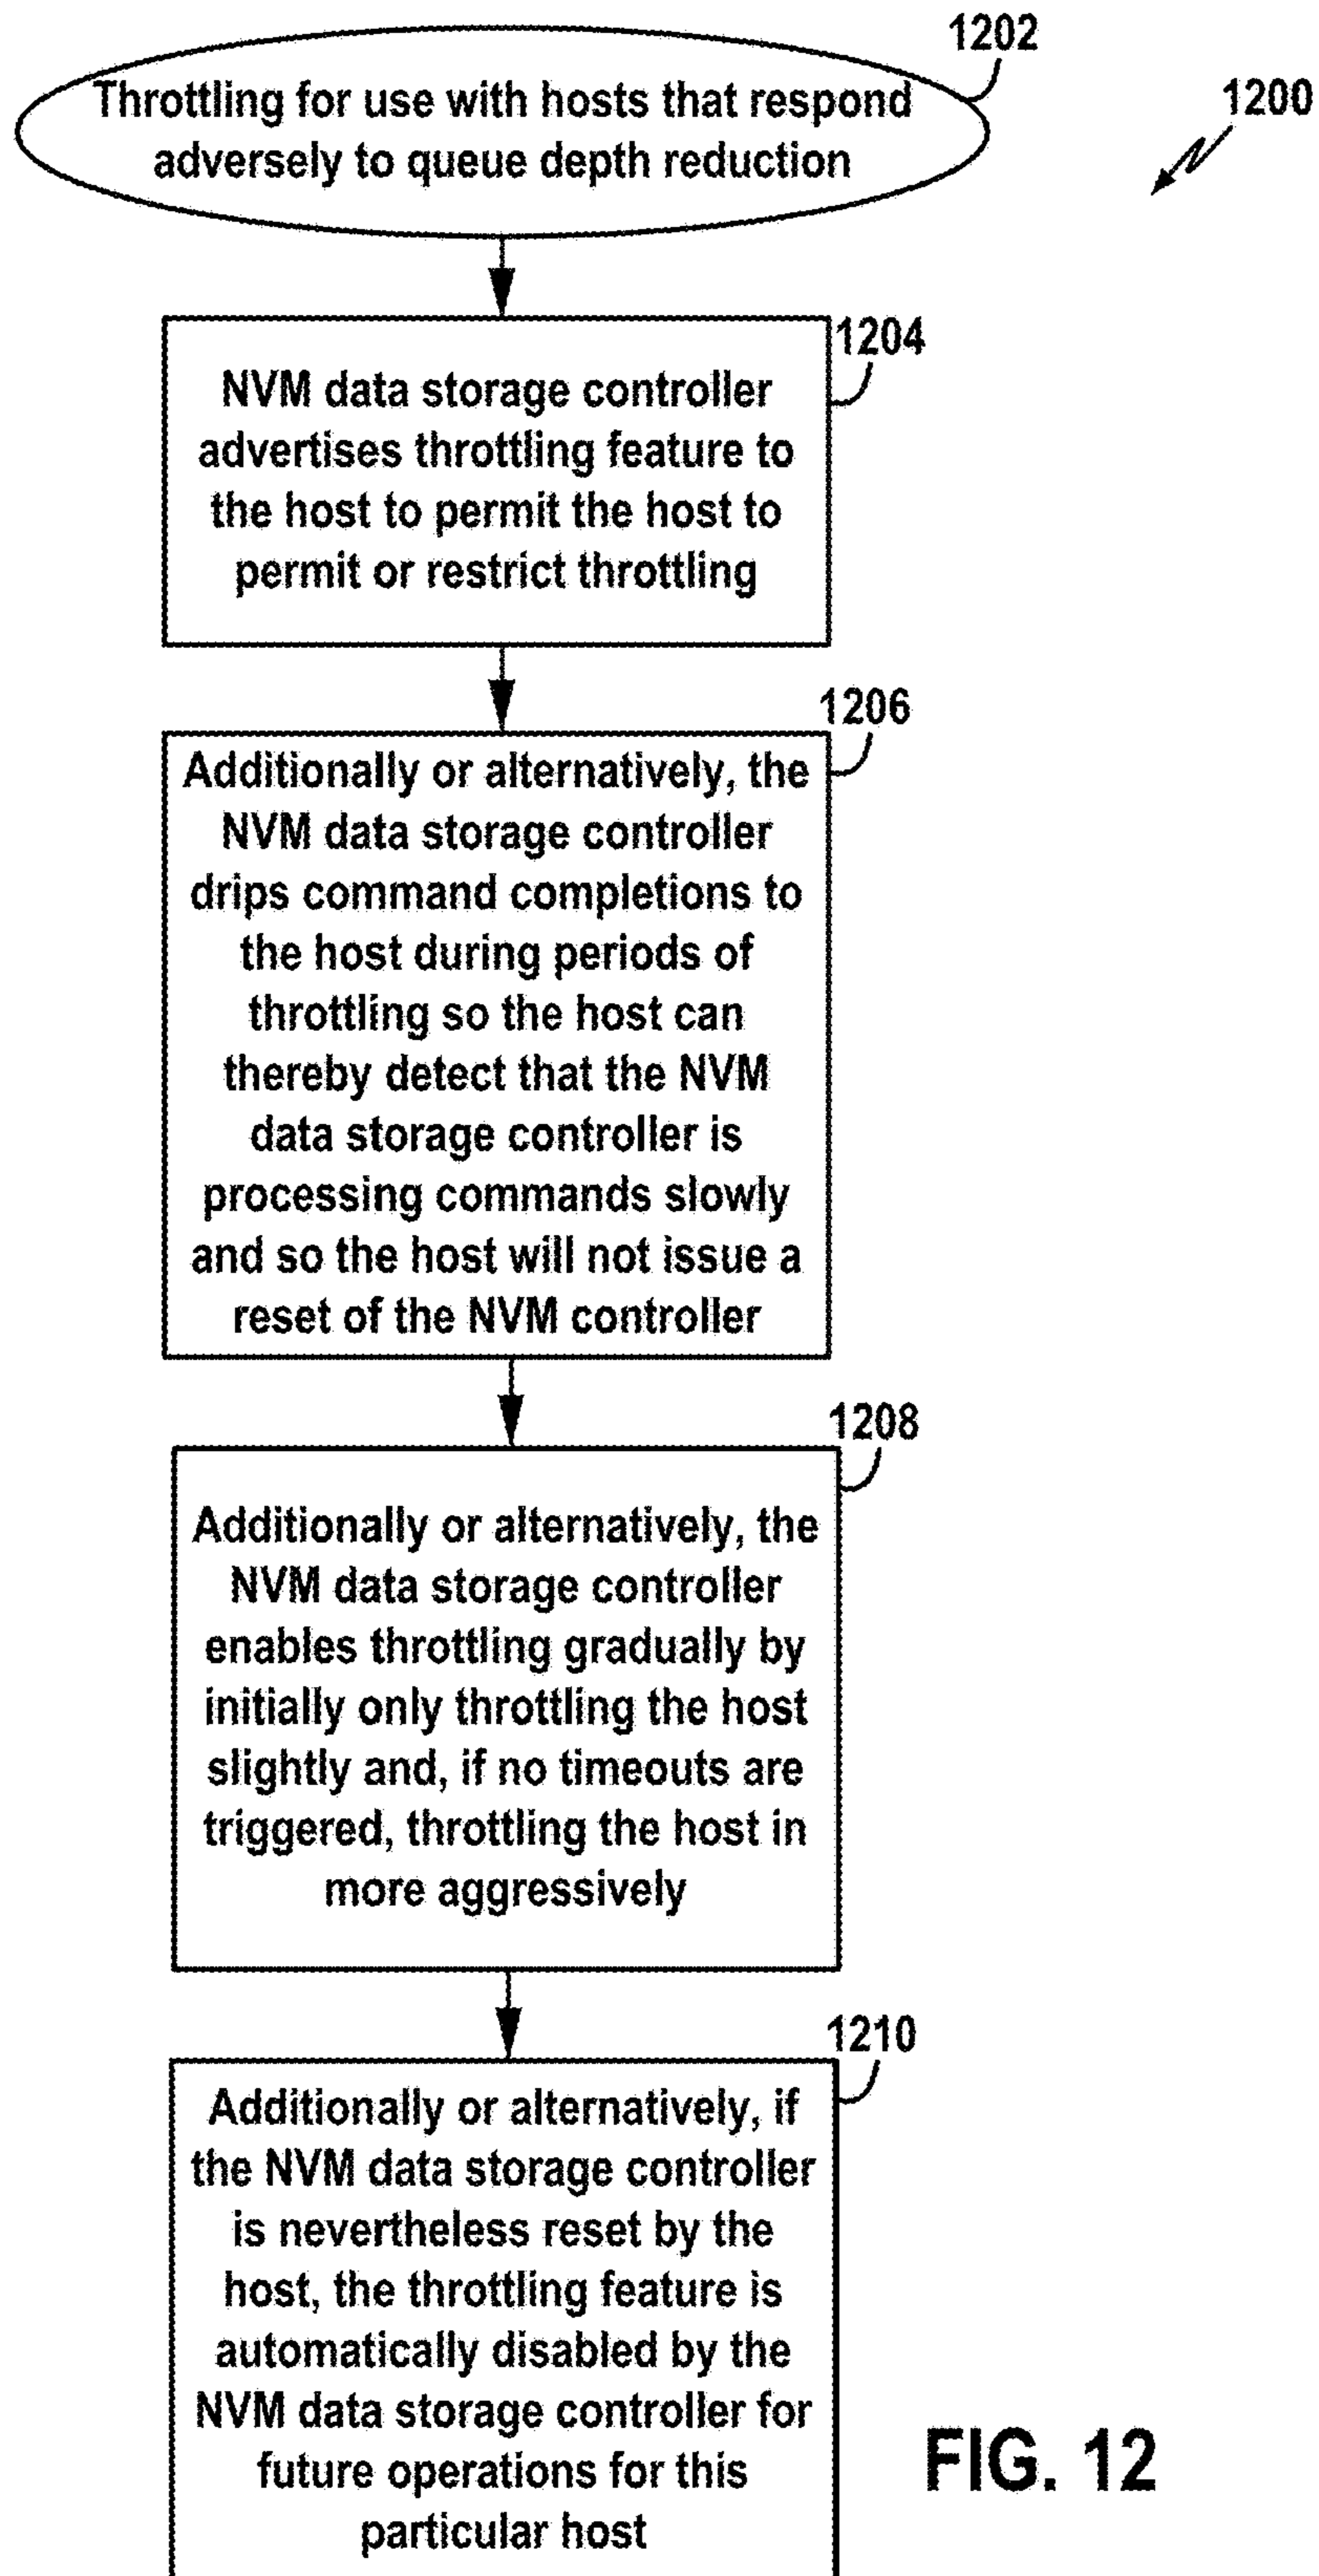 1202
1200
Throttling for use with hosts that respond
adversely to queue depth reduction
1204
NVM data storage controller
advertises throttling feature to
the host to permit the host to
permit or restrict throttling
1206
Additionally or alternatively, the
NVM data storage controller
drips command completions to
the host during periods of
throttling so the host can
thereby detect that the NVM
data storage controller is
processing commands slowly
and so the host will not issue a
reset of the NVM controller
1208
Additionally or alternatively, the
NVM data storage controller
enables throttling gradually by
initially only throttling the host
slightly and, if no timeouts are
triggered, throttling the host in
more aggressively
1210
Additionally or alternatively, if
the NVM data storage controller
is nevertheless reset by the
host, the throttling feature is
automatically disabled by the
NVM data storage controller for
future operations for this
particular host
FIG. 12